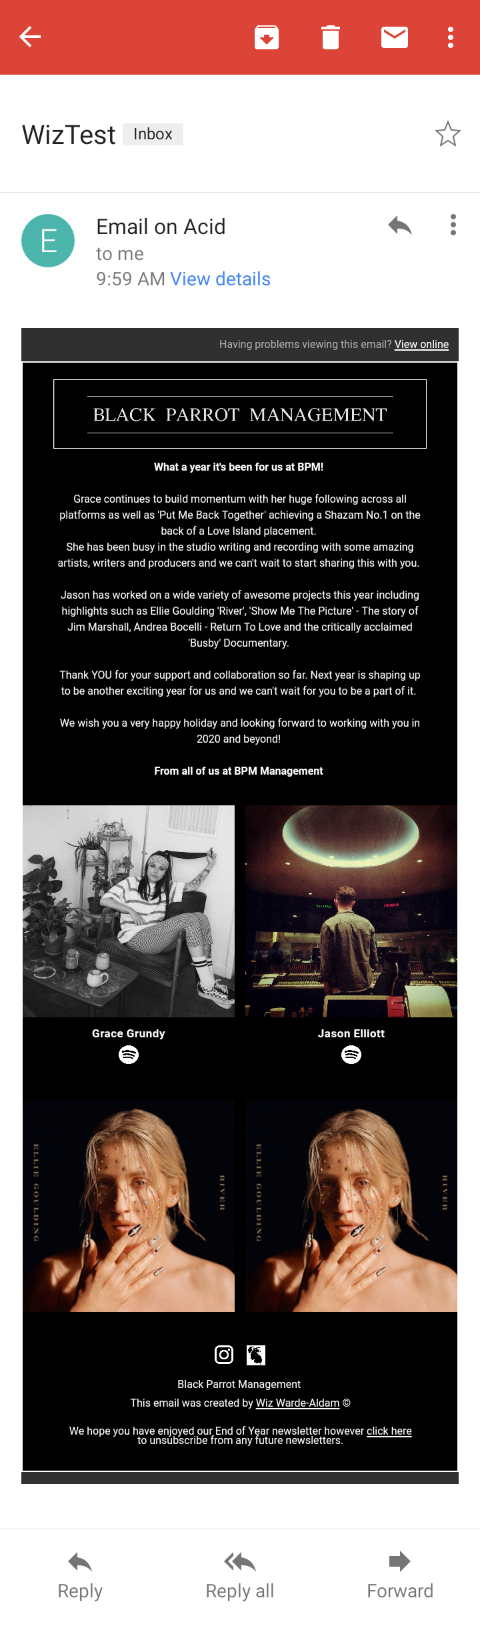 WizTest Inbox
E
Email on Acid
to me
9:59 AM View details
Having problems viewing this email? View online
BLACK PARROT MANAGEMENT
What a year it's been for us at BPM!
Grace continues to build momentum with her huge following across all
platforms as well as 'Put Me Back Together' achieving a Shazam No.1 on the
back of a Love Island placement.
She has been busy in the studio writing and recording with some amazing
artists, writers and producers and we can't wait to start sharing this with you.
Jason has worked on a wide variety of awesome projects this year including
highlights such as Ellie Goulding 'River', 'Show Me The Picture' - The story of
Jim Marshall, Andrea Bocelli - Return To Love and the critically acclaimed
'Busby' Documentary.
Thank YOU for your support and collaboration so far. Next year is shaping up
to be another exciting year for us and we can't wait for you to be a part of it.
We wish you a very happy holiday and looking forward to working with you in
2020 and beyond!
From all of us at BPM Management
Grace Grundy
Jason Elliott
ELLIE GOULDING
RIVER
ELLIE GOULDING
RIVER
Black Parrot Management
This email was created by Wiz Warde-Aldam ©
We hope you have enjoyed our End of Year newsletter however click here
to unsubscribe from any future newsletters.
Reply
Reply all
Forward